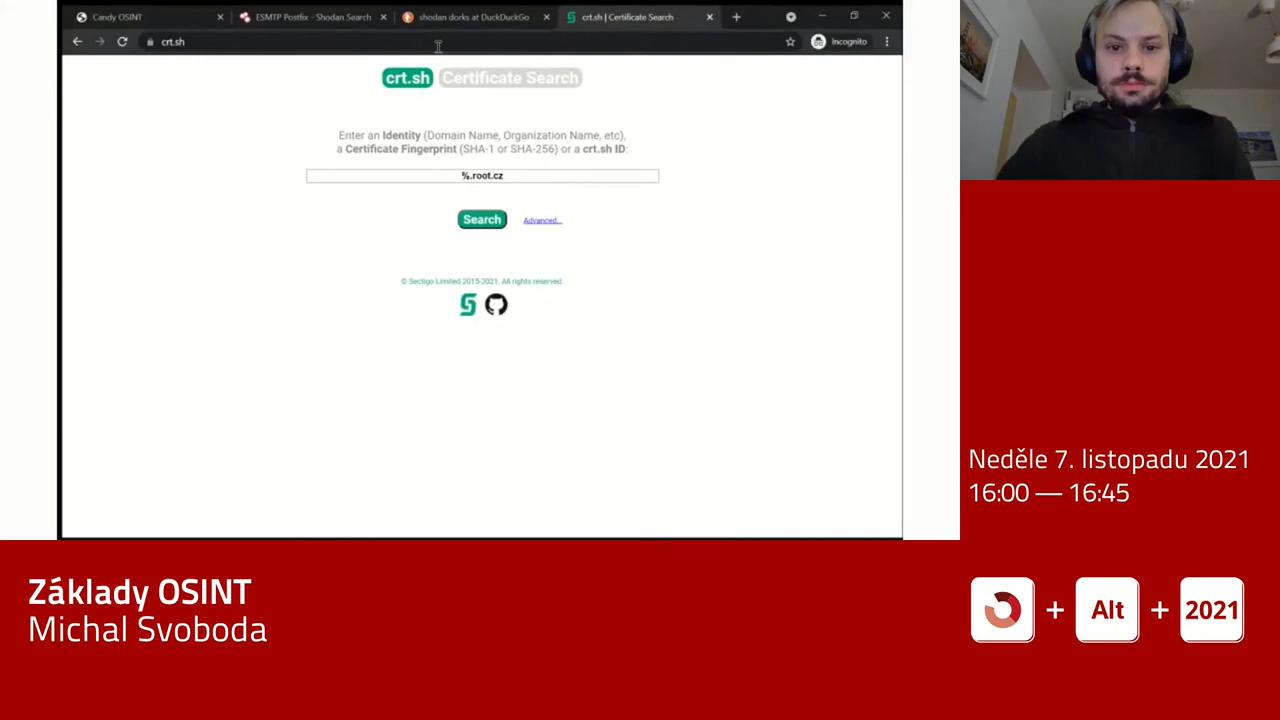 Candy OSINT
ESMTP Postfix - Shodan Search
shodan dorks at DuckDuckGo
crt.sh | Certificate Search
crt.sh
Incognito
crt.sh Certificate Search
Enter an Identity (Domain Name, Organization Name, etc),
a Certificate Fingerprint (SHA-1 or SHA-256) or a crt.sh ID:
%.root.cz
Search
Advanced...
© Sectigo Limited 2015-2021. All rights reserved.
Neděle 7. listopadu 2021
16:00 — 16:45
Základy OSINT
Michal Svoboda
+ Alt + 2021